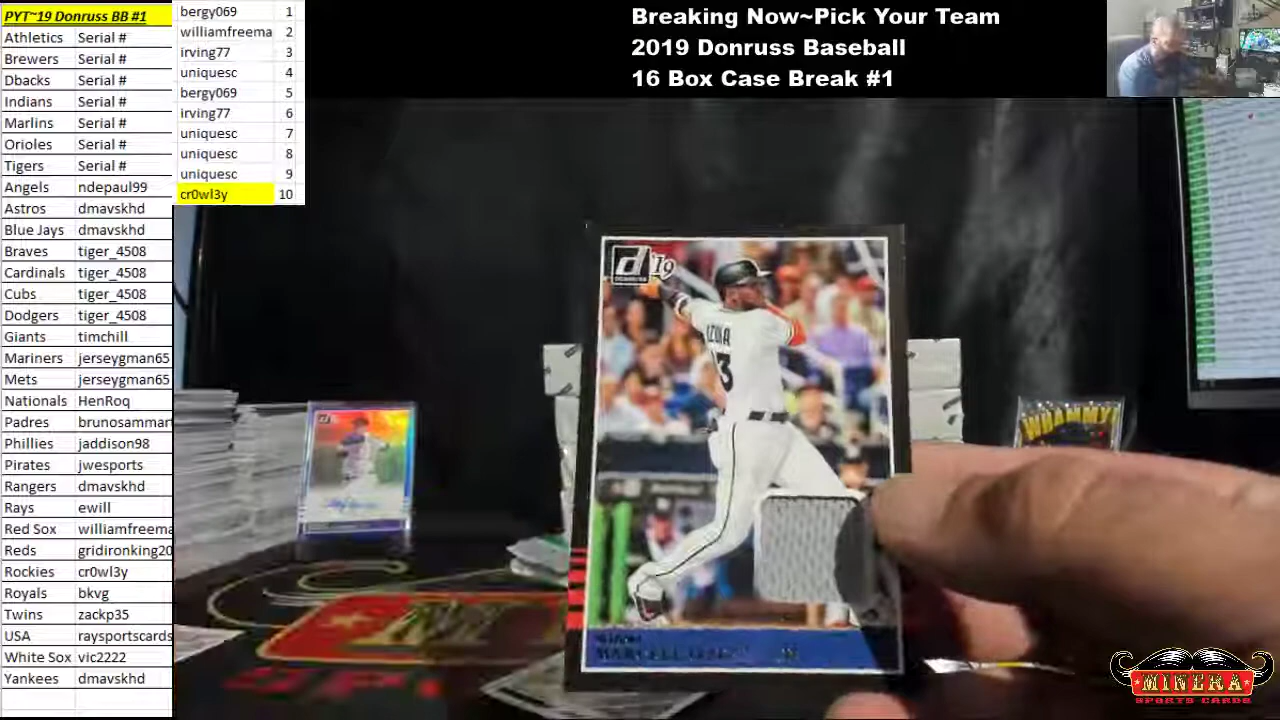 PYT~19 Donruss BB #1
Athletics Serial #
Brewers Serial #
Dbacks Serial #
Indians Serial #
Marlins Serial #
Orioles Serial #
Tigers Serial #
Angels ndepaul99
Astros dmavskhd
Blue Jays dmavskhd
Braves tiger_4508
Cardinals tiger_4508
Cubs tiger_4508
Dodgers tiger_4508
Giants timchill
Mariners jerseygman65
Mets jerseygman65
Nationals HenRoq
Padres brunosammar
Phillies jaddison98
Pirates jwesports
Rangers dmavskhd
Rays ewill
Red Sox williamfreema
Reds gridironking20
Rockies cr0wl3y
Royals bkvg
Twins zackp35
USA raysportscards
White Sox vic2222
Yankees dmavskhd
bergy069 1
williamfreema 2
irving77 3
uniquesc 4
bergy069 5
irving77 6
uniquesc 7
uniquesc 8
uniquesc 9
cr0wl3y 10
Breaking Now~Pick Your Team
2019 Donruss Baseball
16 Box Case Break #1
d '19
DONRUSS
13
WHAMMY
MINERA
SPORTS CARDS